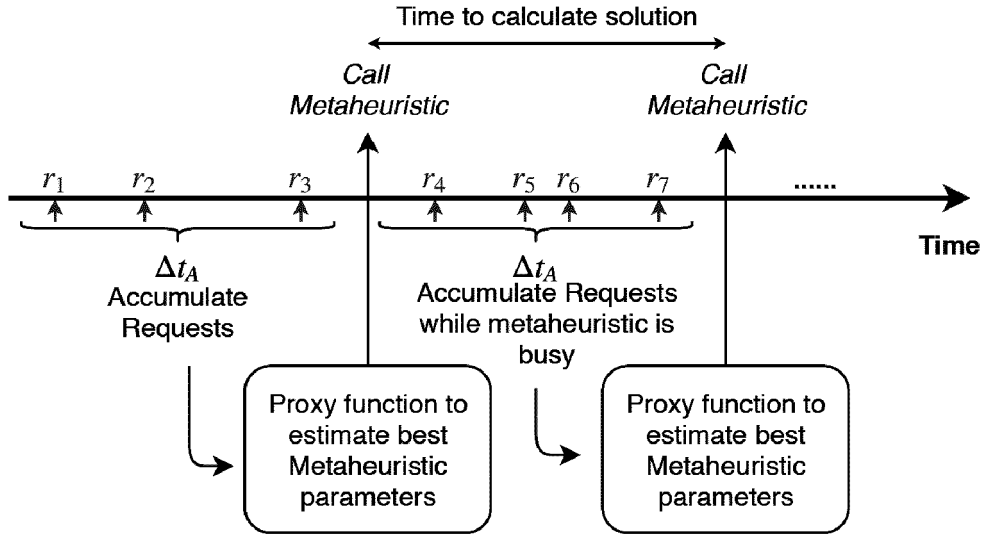 Time to calculate solution
Call
Metaheuristic
Call
Metaheuristic
r₁ r₂ r₃ r₄ r₅ r₆ r₇ ......
Time
Δt_A
Accumulate
Requests
Δt_A
Accumulate Requests
while metaheuristic is
busy
Proxy function to
estimate best
Metaheuristic
parameters
Proxy function to
estimate best
Metaheuristic
parameters